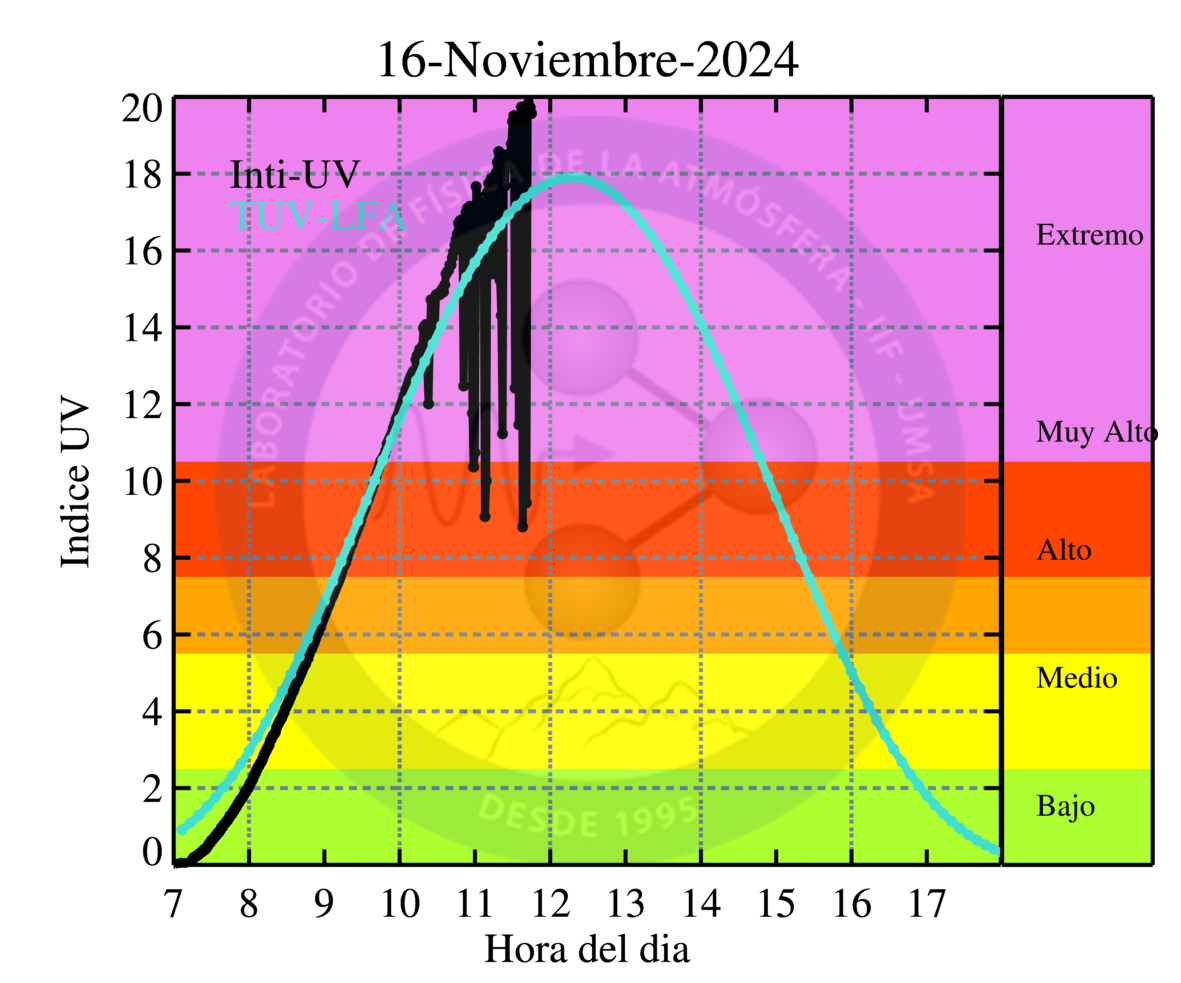 16-Noviembre-2024
Inti-UV
TUV-LFA
20
18
16
14
12
10
8
6
4
2
0
Indice UV
7 8 9 10 11 12 13 14 15 16 17
Hora del dia
Extremo
Muy Alto
Alto
Medio
Bajo
LABORATORIO DE FÍSICA DE LA ATMÓSFERA - IIF - UMSA
DESDE 1995